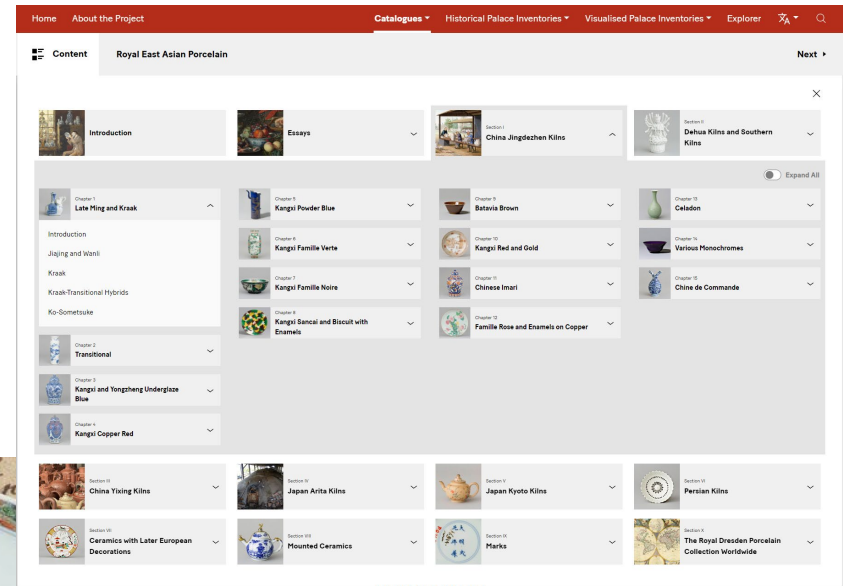 Home About the Project Catalogues Historical Palace Inventories Visualised Palace Inventories Explorer 文A
Content Royal East Asian Porcelain Next
Introduction
Essays
Section I
China Jingdezhen Kilns
Section II
Dehua Kilns and Southern
Kilns
Expand All
Chapter 1
Late Ming and Kraak
Introduction
Jiajing and Wanli
Kraak
Kraak-Transitional Hybrids
Ko-Sometsuke
Chapter 2
Transitional
Chapter 3
Kangxi and Yongzheng Underglaze
Blue
Chapter 4
Kangxi Copper Red
Chapter 5
Kangxi Powder Blue
Chapter 6
Kangxi Famille Verte
Chapter 7
Kangxi Famille Noire
Chapter 8
Kangxi Sancai and Biscuit with
Enamels
Chapter 9
Batavia Brown
Chapter 10
Kangxi Red and Gold
Chapter 11
Chinese Imari
Chapter 12
Famille Rose and Enamels on Copper
Chapter 13
Celadon
Chapter 14
Various Monochromes
Chapter 15
Chine de Commande
Section III
China Yixing Kilns
Section IV
Japan Arita Kilns
Section V
Japan Kyoto Kilns
Section VI
Persian Kilns
Section VII
Ceramics with Later European
Decorations
Section VIII
Mounted Ceramics
Section IX
Marks
Section X
The Royal Dresden Porcelain
Collection Worldwide